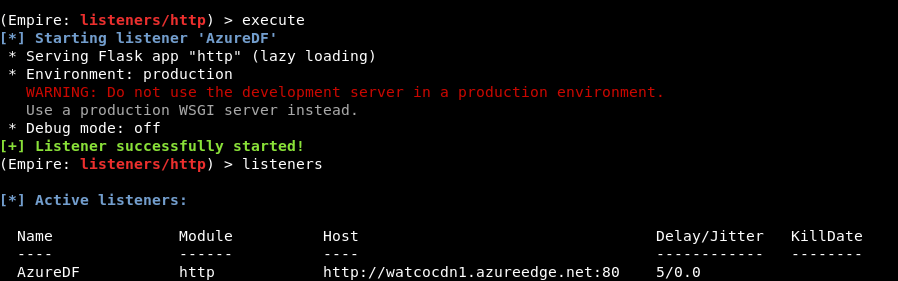 (Empire: listeners/http) > execute
[*] Starting listener 'AzureDF'
 * Serving Flask app "http" (lazy loading)
 * Environment: production
   WARNING: Do not use the development server in a production environment.
   Use a production WSGI server instead.
 * Debug mode: off
[+] Listener successfully started!
(Empire: listeners/http) > listeners
[*] Active listeners:
  Name              Module          Host                                 Delay/Jitter   KillDate
  ----              ------          ----                                 ------------   --------
  AzureDF           http            http://watcocdn1.azureedge.net:80    5/0.0